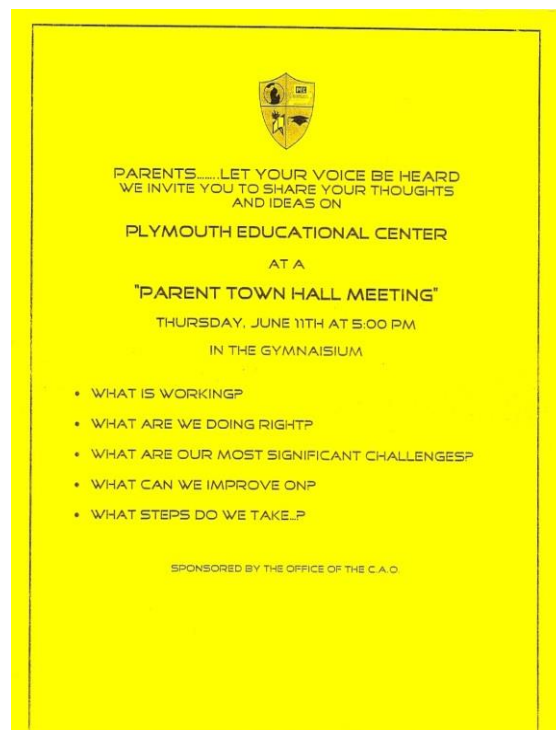 PARENTS.......LET YOUR VOICE BE HEARD
WE INVITE YOU TO SHARE YOUR THOUGHTS
AND IDEAS ON
PLYMOUTH EDUCATIONAL CENTER
AT A
"PARENT TOWN HALL MEETING"
THURSDAY, JUNE 11TH AT 5:00 PM
IN THE GYMNAISIUM
• WHAT IS WORKING?
• WHAT ARE WE DOING RIGHT?
• WHAT ARE OUR MOST SIGNIFICANT CHALLENGES?
• WHAT CAN WE IMPROVE ON?
• WHAT STEPS DO WE TAKE...?
SPONSORED BY THE OFFICE OF THE C.A.O.